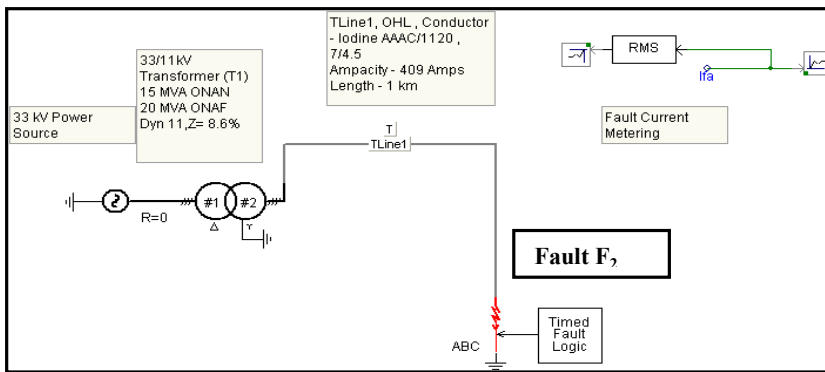 TLine1, OHL , Conductor
- Iodine AAAC/1120 ,
7/4.5
Ampacity - 409 Amps
Length - 1 km
33/11kV
Transformer (T1)
15 MVA ONAN
20 MVA ONAF
Dyn 11,Z= 8.6%
33 kV Power
Source
RMS
Ifa
Fault Current
Metering
T
TLine1
#1
#2
R=0
Fault F₂
ABC
Timed
Fault
Logic